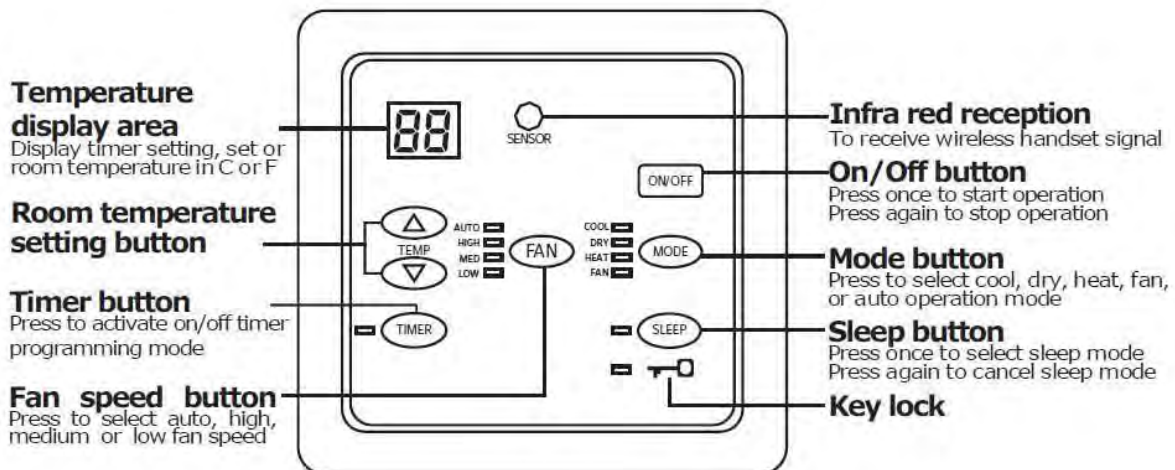 Temperature
display area
Display timer setting, set or
room temperature in C or F
Room temperature
setting button
Timer button
Press to activate on/off timer
programming mode
Fan speed button
Press to select auto, high,
medium or low fan speed
88
SENSOR
ON/OFF
TEMP
AUTO
HIGH
MED
LOW
FAN
COOL
DRY
HEAT
FAN
MODE
TIMER
SLEEP
Infra red reception
To receive wireless handset signal
On/Off button
Press once to start operation
Press again to stop operation
Mode button
Press to select cool, dry, heat, fan,
or auto operation mode
Sleep button
Press once to select sleep mode
Press again to cancel sleep mode
Key lock